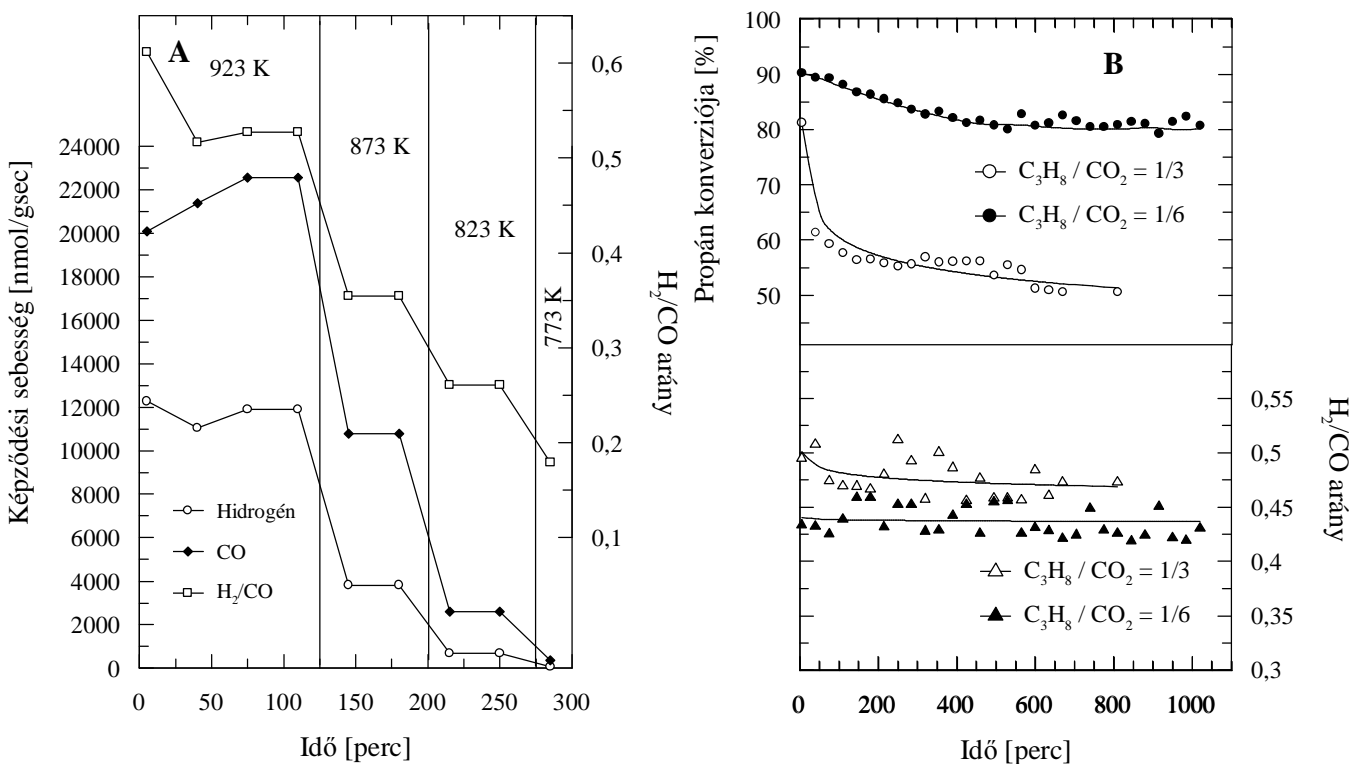 A
923 K
873 K
823 K
773 K
Képződési sebesség [nmol/gsec]
24000
22000
20000
18000
16000
14000
12000
10000
8000
6000
4000
2000
0
Hidrogén
CO
H₂/CO
0,6
0,5
0,4
0,3
0,2
0,1
H₂/CO arány
0 50 100 150 200 250 300
Idő [perc]
B
Propán konverziója [%]
100
90
80
70
60
50
C₃H₈ / CO₂ = 1/3
C₃H₈ / CO₂ = 1/6
0,55
0,5
0,45
0,4
0,35
0,3
H₂/CO arány
C₃H₈ / CO₂ = 1/3
C₃H₈ / CO₂ = 1/6
0 200 400 600 800 1000
Idő [perc]